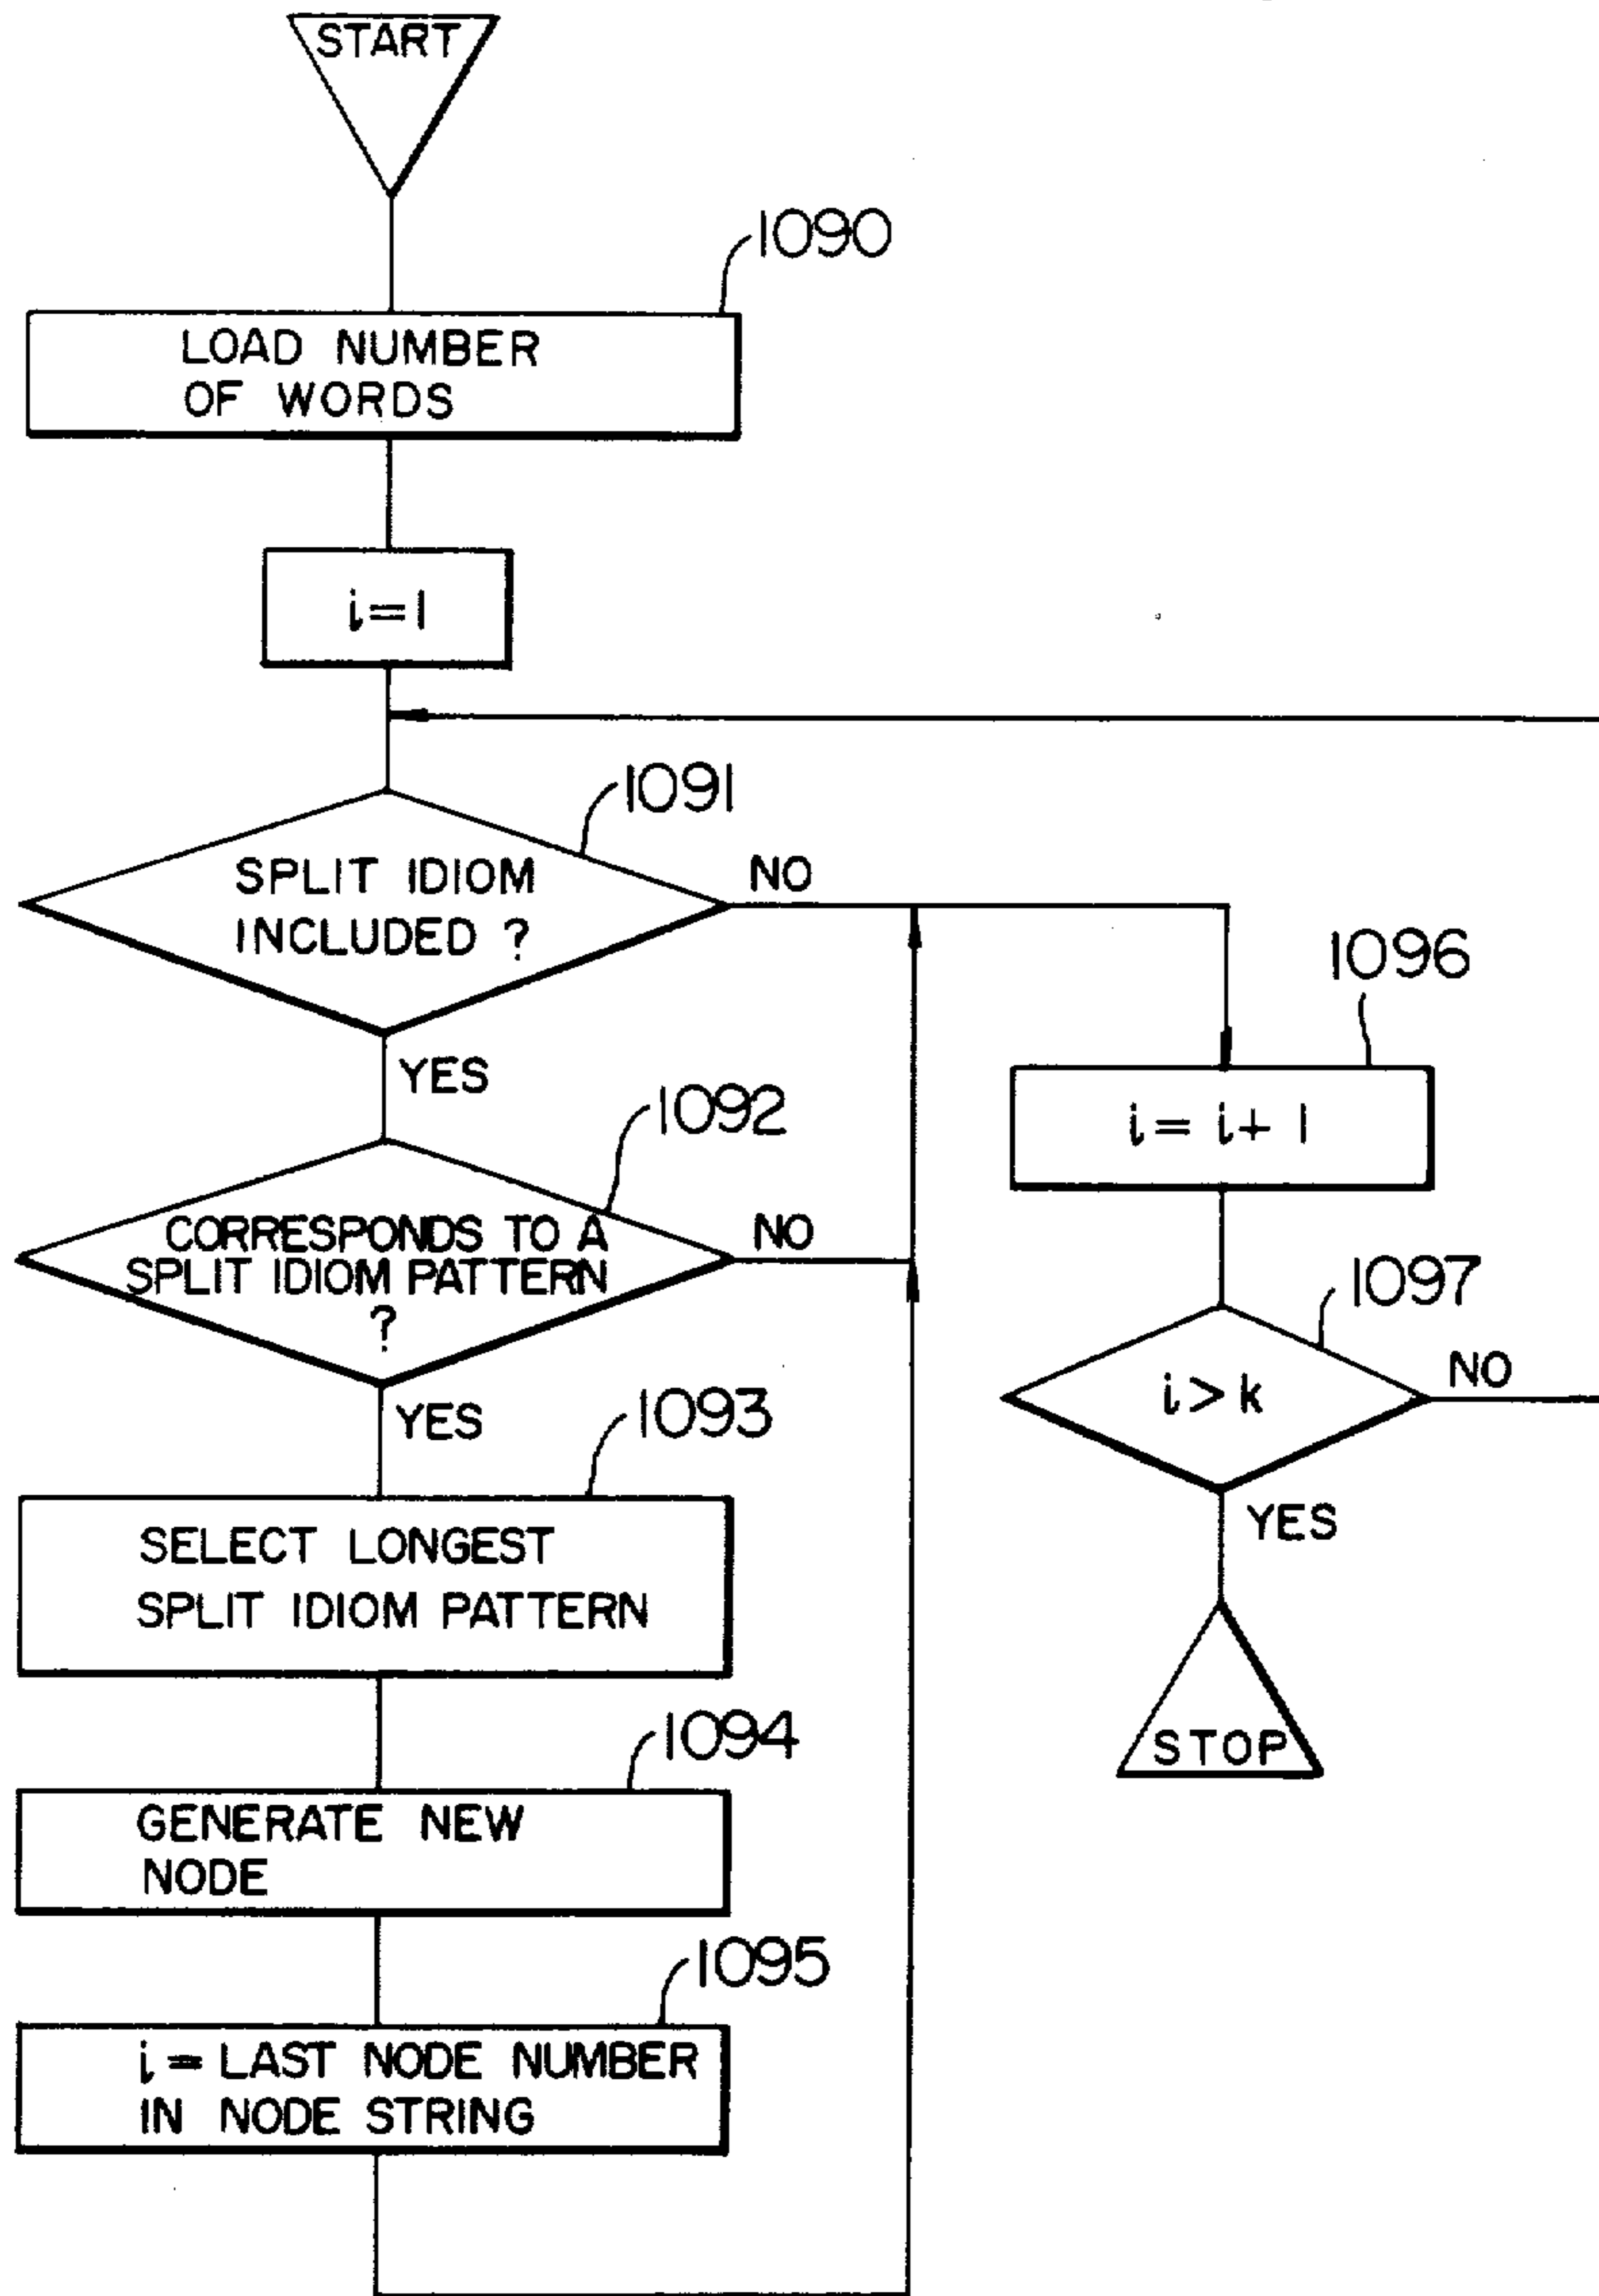 START
1090
LOAD NUMBER
OF WORDS
i=1
1091
SPLIT IDIOM
INCLUDED ?
NO
YES
1092
CORRESPONDS TO A
SPLIT IDIOM PATTERN
?
NO
YES
1093
SELECT LONGEST
SPLIT IDIOM PATTERN
1094
GENERATE NEW
NODE
1095
i = LAST NODE NUMBER
IN NODE STRING
1096
i = i + 1
1097
i > k
NO
YES
STOP